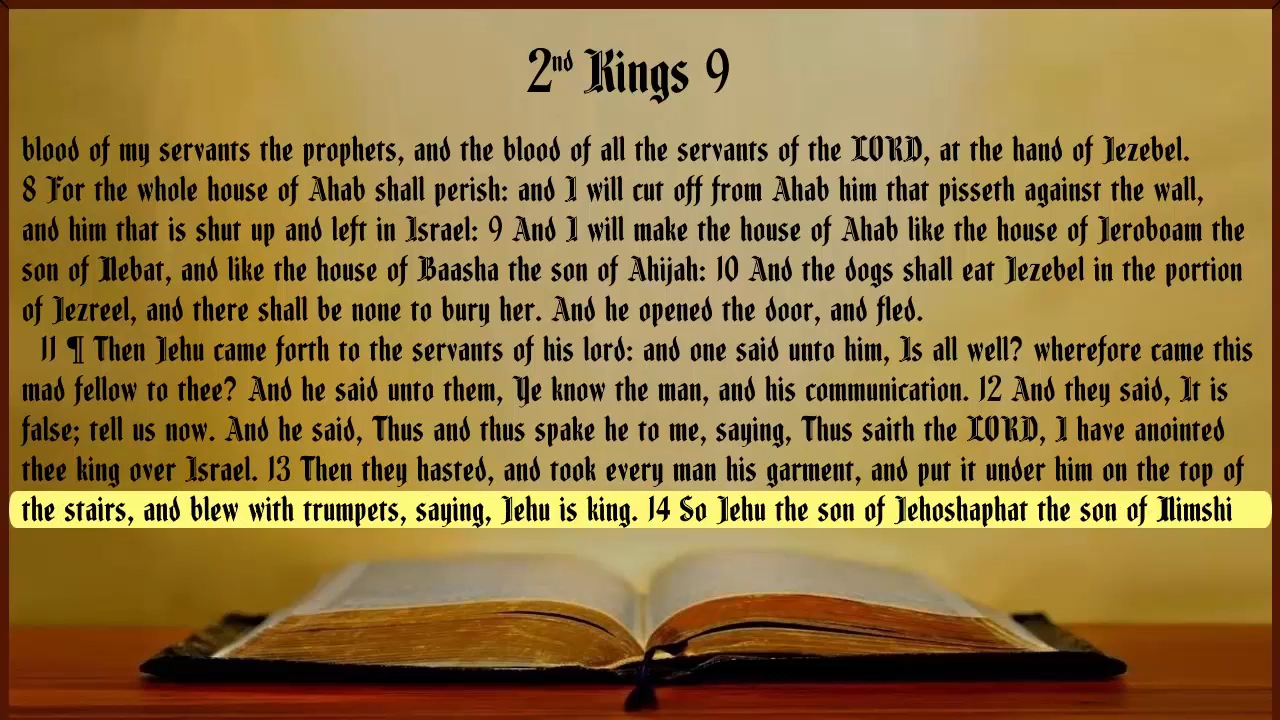 2nd Kings 9
blood of my servants the prophets, and the blood of all the servants of the LORD, at the hand of Jezebel.
8 For the whole house of Ahab shall perish: and I will cut off from Ahab him that pisseth against the wall,
and him that is shut up and left in Israel: 9 And I will make the house of Ahab like the house of Jeroboam the
son of Nebat, and like the house of Baasha the son of Ahijah: 10 And the dogs shall eat Jezebel in the portion
of Jezreel, and there shall be none to bury her. And he opened the door, and fled.
11 ¶ Then Jehu came forth to the servants of his lord: and one said unto him, Is all well? wherefore came this
mad fellow to thee? And he said unto them, Ye know the man, and his communication. 12 And they said, It is
false; tell us now. And he said, Thus and thus spake he to me, saying, Thus saith the LORD, I have anointed
thee king over Israel. 13 Then they hasted, and took every man his garment, and put it under him on the top of
the stairs, and blew with trumpets, saying, Jehu is king. 14 So Jehu the son of Jehoshaphat the son of Nimshi